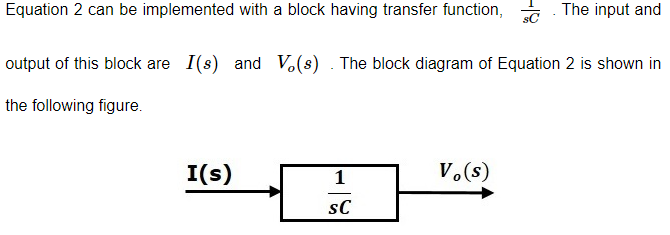 Equation 2 can be implemented with a block having transfer function, 1/sC . The input and
output of this block are I(s) and Vₒ(s) . The block diagram of Equation 2 is shown in
the following figure.
I(s)
1
sC
Vₒ(s)